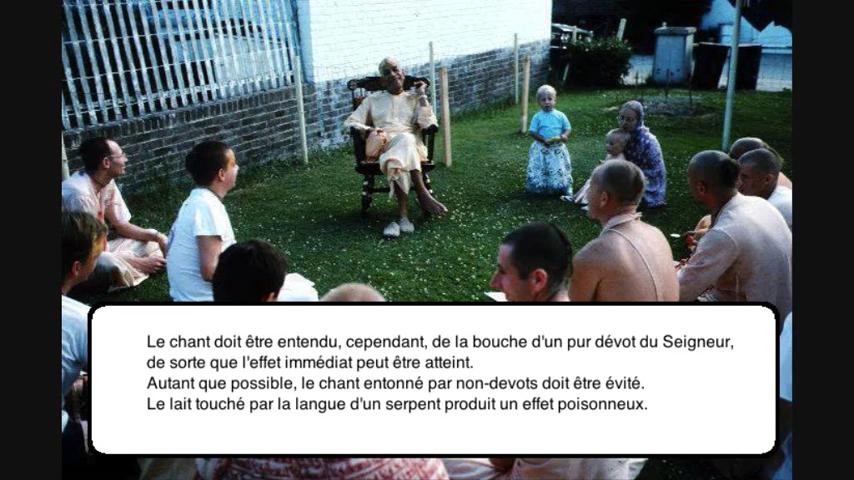 Le chant doit être entendu, cependant, de la bouche d'un pur dévot du Seigneur,
de sorte que l'effet immédiat peut être atteint.
Autant que possible, le chant entonné par non-devots doit être évité.
Le lait touché par la langue d'un serpent produit un effet poisonneux.